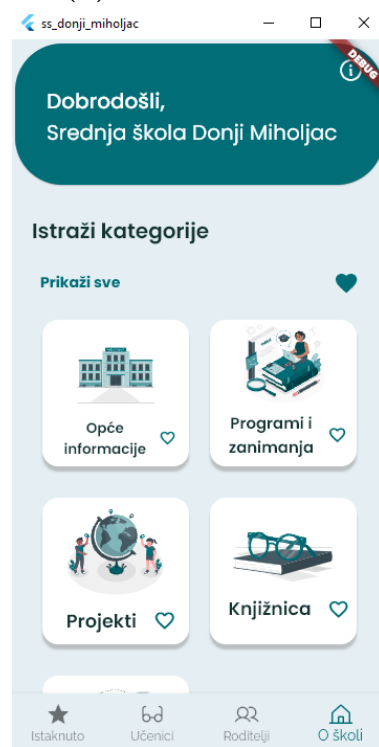 ss_donji_miholjac
DEBUG
Dobrodošli,
Srednja škola Donji Miholjac
Istraži kategorije
Prikaži sve
Opće
informacije
Programi i
zanimanja
Projekti
Knjižnica
Istaknuto
Učenici
Roditelji
O školi